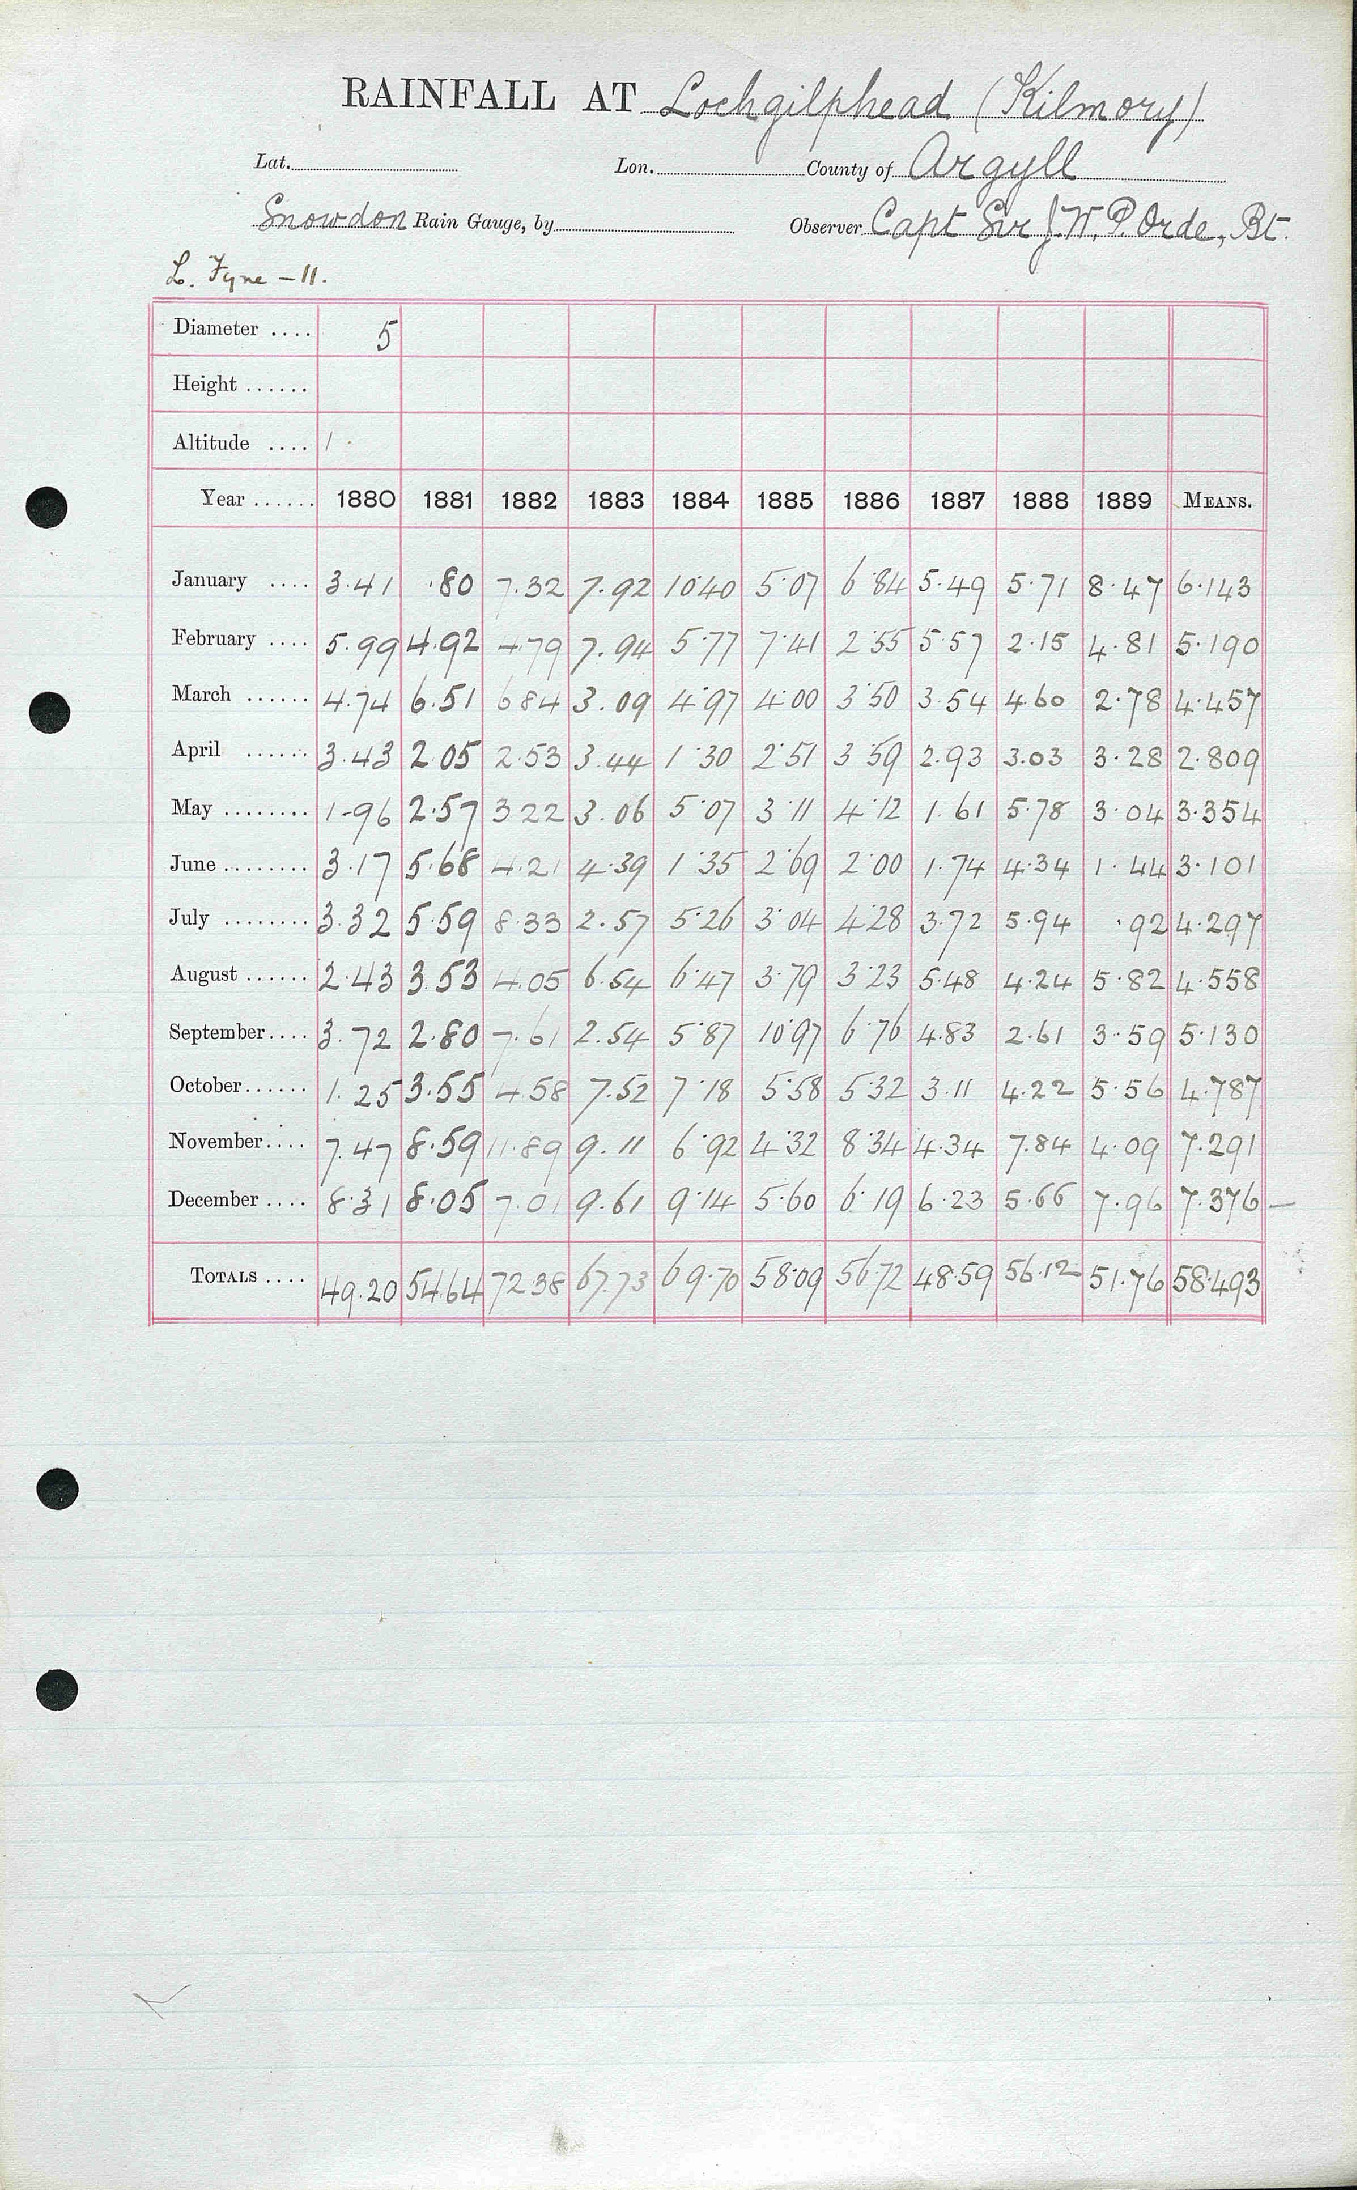 RAINFALL AT Lochgilphead (Kilmory)
Lat. Lon. County of Argyll
Snowdon Rain Gauge, by Observer Capt Sir J. W. P. Orde, Bt.
L. Fyne - 11.
Diameter .... 5
Height ......
Altitude ....
Year ...... 1880 1881 1882 1883 1884 1885 1886 1887 1888 1889 MEANS.
January .... 3.41 .80 7.32 7.92 10.40 5.07 6.84 5.49 5.71 8.47 6.143
February .... 5.99 4.92 4.79 7.94 5.77 7.41 2.55 5.57 2.15 4.81 5.190
March ...... 4.74 6.51 6.84 3.09 4.97 4.00 3.50 3.54 4.60 2.78 4.457
April ...... 3.43 2.05 2.53 3.44 1.30 2.51 3.59 2.93 3.03 3.28 2.809
May ........ 1.96 2.57 3.22 3.06 5.07 3.11 4.12 1.61 5.78 3.04 3.354
June ........ 3.17 5.68 4.21 4.39 1.35 2.69 2.00 1.74 4.34 1.44 3.101
July ........ 3.32 5.59 8.33 2.57 5.26 3.04 4.28 3.72 5.94 .92 4.297
August ...... 2.43 3.53 4.05 6.54 6.47 3.79 3.23 5.48 4.24 5.82 4.558
September .... 3.72 2.80 7.61 2.54 5.87 10.97 6.76 4.83 2.61 3.59 5.130
October ...... 1.25 3.55 4.58 7.52 7.18 5.58 5.32 3.11 4.22 5.56 4.787
November .... 7.47 8.59 11.89 9.11 6.92 4.32 8.34 4.34 7.84 4.09 7.291
December .... 8.31 8.05 7.01 9.61 9.14 5.60 6.19 6.23 5.66 7.96 7.376
TOTALS .... 49.20 54.64 72.38 67.73 69.70 58.09 56.72 48.59 56.12 51.76 58.493